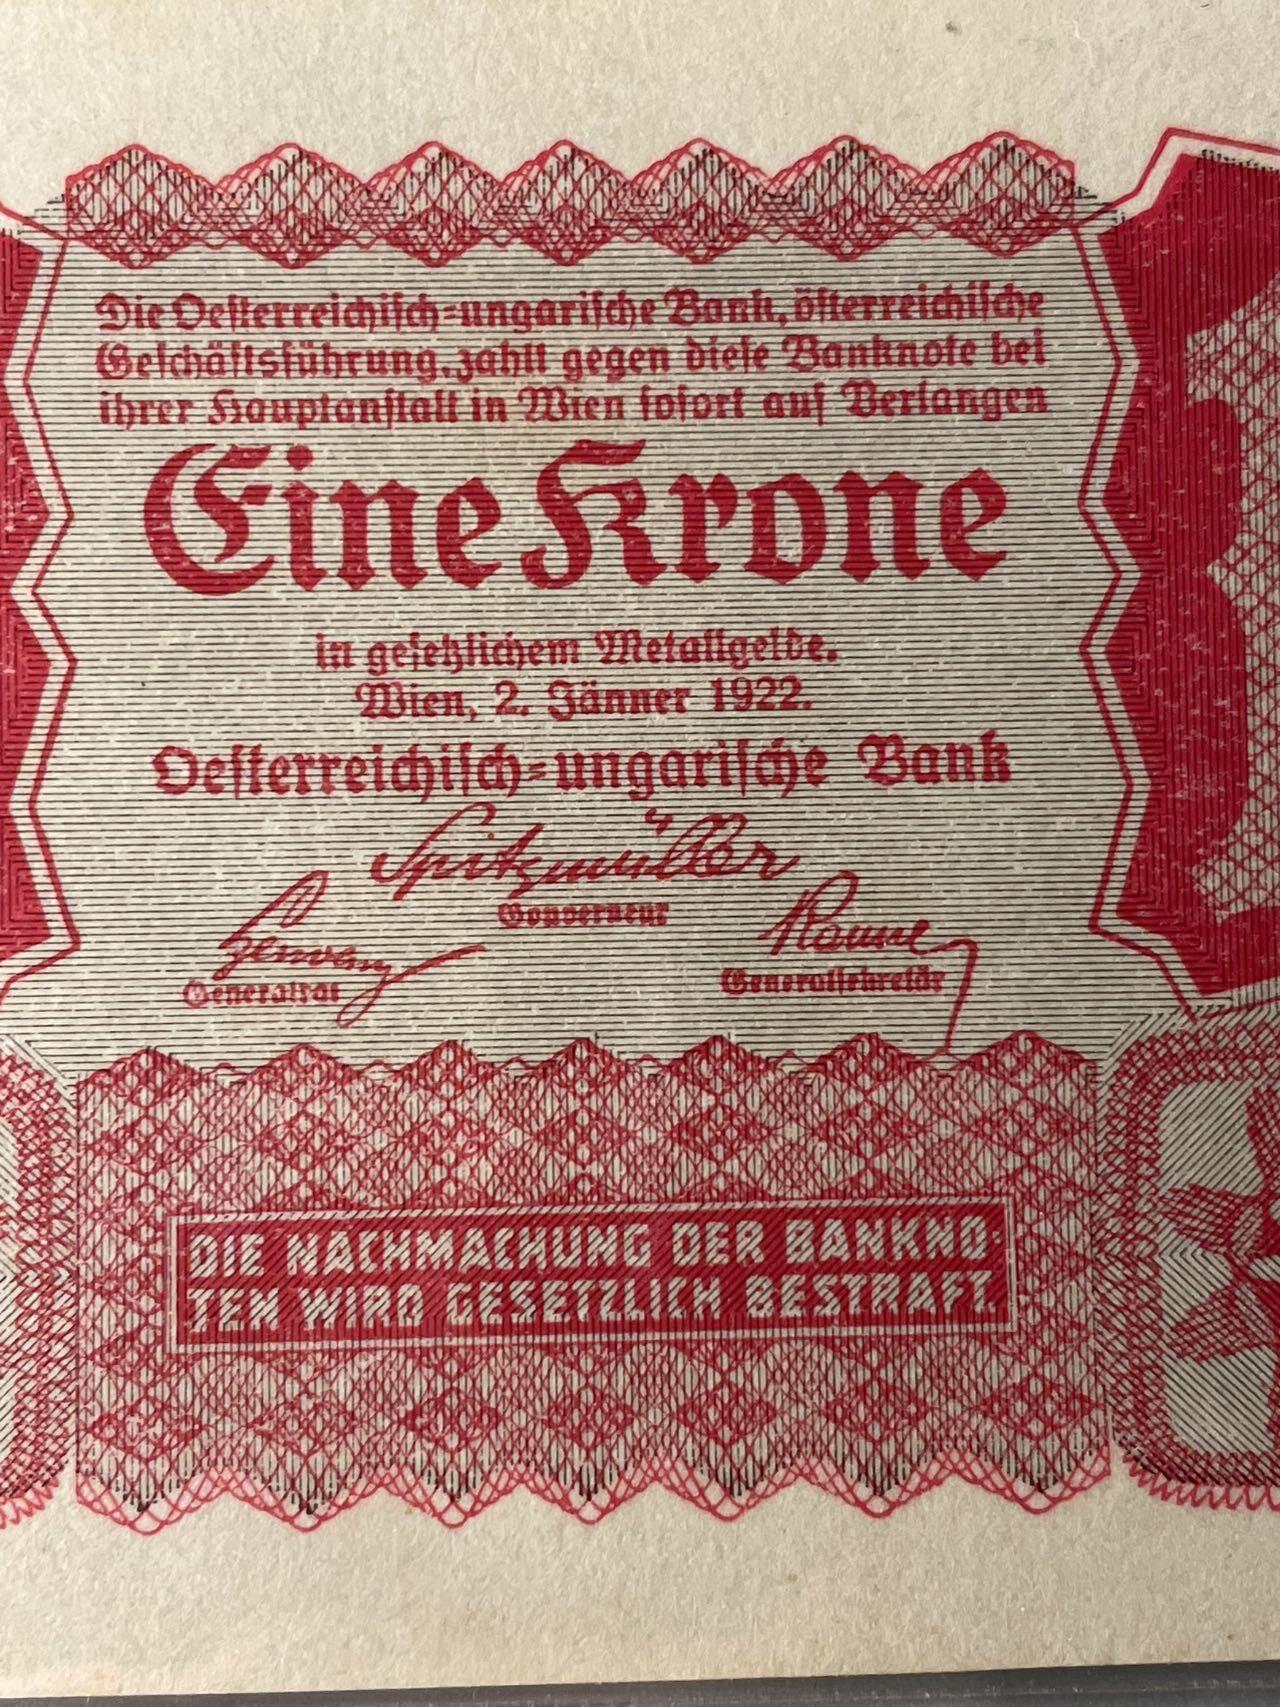 Die Oesterreichisch-ungarische Bank, österreichische
Geschäftsführung, zahlt gegen diese Banknote bei
ihrer Hauptanstalt in Wien sofort auf Verlangen
Eine Krone
in gesetzlichem Metallgelde.
Wien, 2. Jänner 1922.
Oesterreichisch-ungarische Bank
Spitzmüller
Gouverneur
Generalrat
Generalsekretär
DIE NACHMACHUNG DER BANKNO-
TEN WIRD GESETZLICH BESTRAFT.